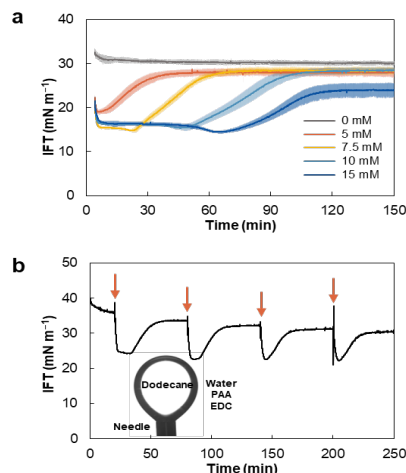 a
IFT (mN m⁻¹)
40
30
20
10
0
0 mM
5 mM
7.5 mM
10 mM
15 mM
0 30 60 90 120 150
Time (min)
b
IFT (mN m⁻¹)
50
40
30
20
10
0
Dodecane
Needle
Water
PAA
EDC
0 50 100 150 200 250
Time (min)